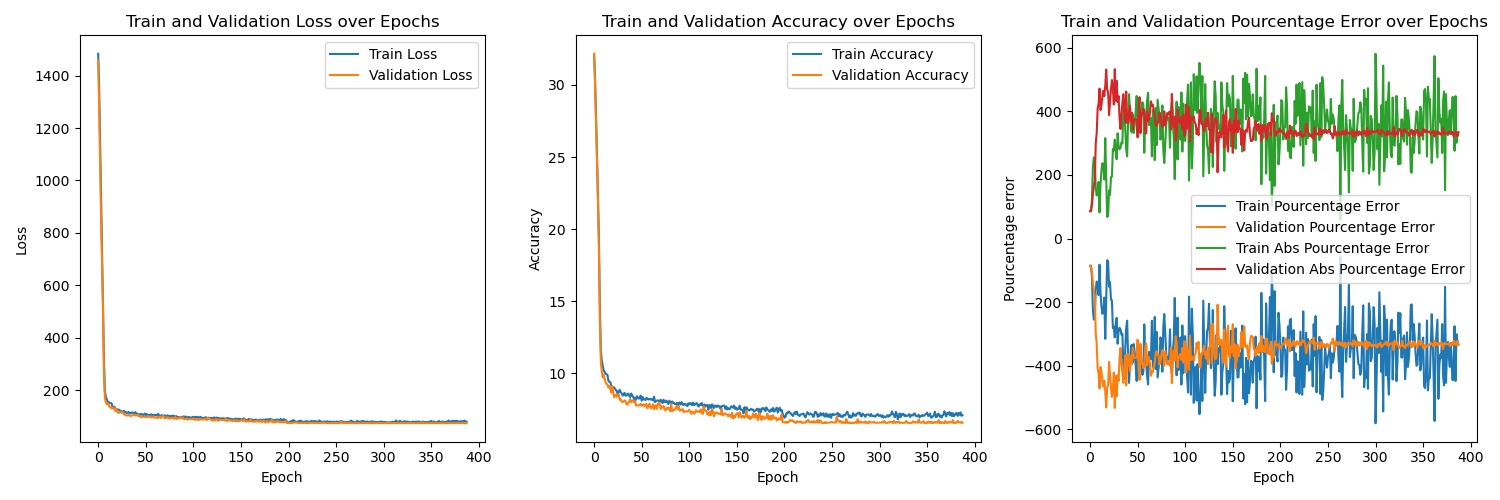 Train and Validation Loss over Epochs
Loss
1400
1200
1000
800
600
400
200
0
50
100
150
200
250
300
350
400
Epoch
Train Loss
Validation Loss
Train and Validation Accuracy over Epochs
Accuracy
30
25
20
15
10
0
50
100
150
200
250
300
350
400
Epoch
Train Accuracy
Validation Accuracy
Train and Validation Pourcentage Error over Epochs
Pourcentage error
600
400
200
0
−200
−400
−600
0
50
100
150
200
250
300
350
400
Epoch
Train Pourcentage Error
Validation Pourcentage Error
Train Abs Pourcentage Error
Validation Abs Pourcentage Error